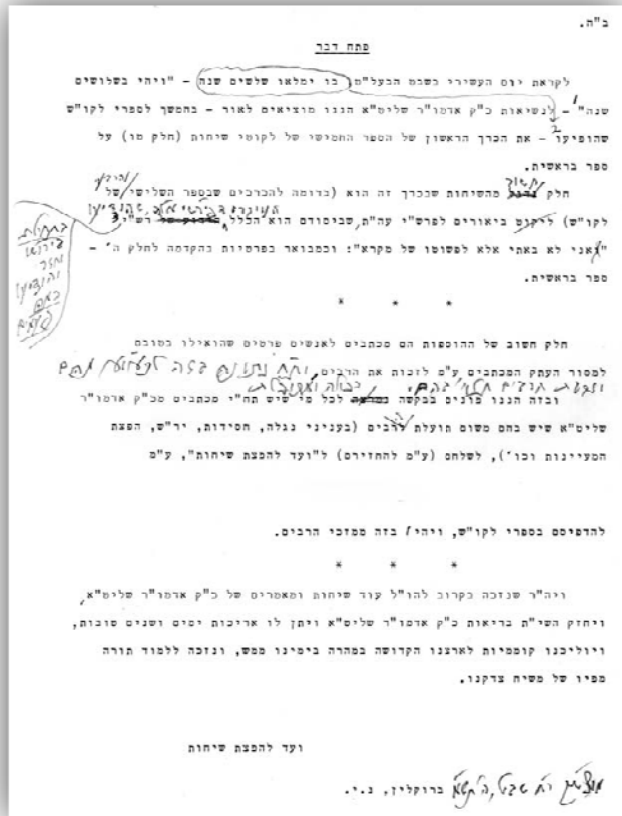 ב"ה.
פתח דבר
לקראת יום העשירי בשבט הבעל"ט (בו ימלאו שלשים שנה) – "ויהי בשלושים
שנה" – לנשיאות כ"ק אדמו"ר שליט"א הננו מוציאים לאור – בהמשך לספרי לקו"ש
שהופיעו – את הכרך הראשון של הספר החמישי של לקוטי שיחות (חלק טו) על
ספר בראשית.
חשוב
חלק מהשיחות שבכרך זה הוא (בדומה להכרכים שבספר השלישי של
לקו"ש) ליקוט ביאורים לפרש"י עה"ת, שביסודם הוא הכלל רש"י
"אני לא באתי אלא לפשוטו של מקרא": וכמבואר בפרטיות בהקדמה לחלק ה' –
ספר בראשית.
* * *
חלק חשוב של ההוספות הם מכתבים לאנשים פרטים שהואילו בטובם
למסור העתק המכתבים ע"מ לזכות את הרבים,
ובזה הננו פונים בבקשה לכל מי שיש תח"י מכתבים מכ"ק אדמו"ר
שליט"א שיש בהם משום תועלת לרבים (בעניני נגלה, חסידות, יר"ש, הפצת
המעיינות וכו'), לשלחם (ע"מ להחזירם) ל"ועד להפצת שיחות", ע"מ
להדפיסם בספרי לקו"ש, ויהי' בזה ממזכי הרבים.
* * *
ויה"ר שנזכה בקרוב להו"ל עוד שיחות ומאמרים של כ"ק אדמו"ר שליט"א,
ויחזק השי"ת בריאות כ"ק אדמו"ר שליט"א ויתן לו אריכות ימים ושנים טובות,
ויוליכנו קוממיות לארצנו הקדושה במהרה בימינו ממש, ונזכה ללמוד תורה
מפיו של משיח צדקנו.
ועד להפצת שיחות
ברוקלין, נ.י.